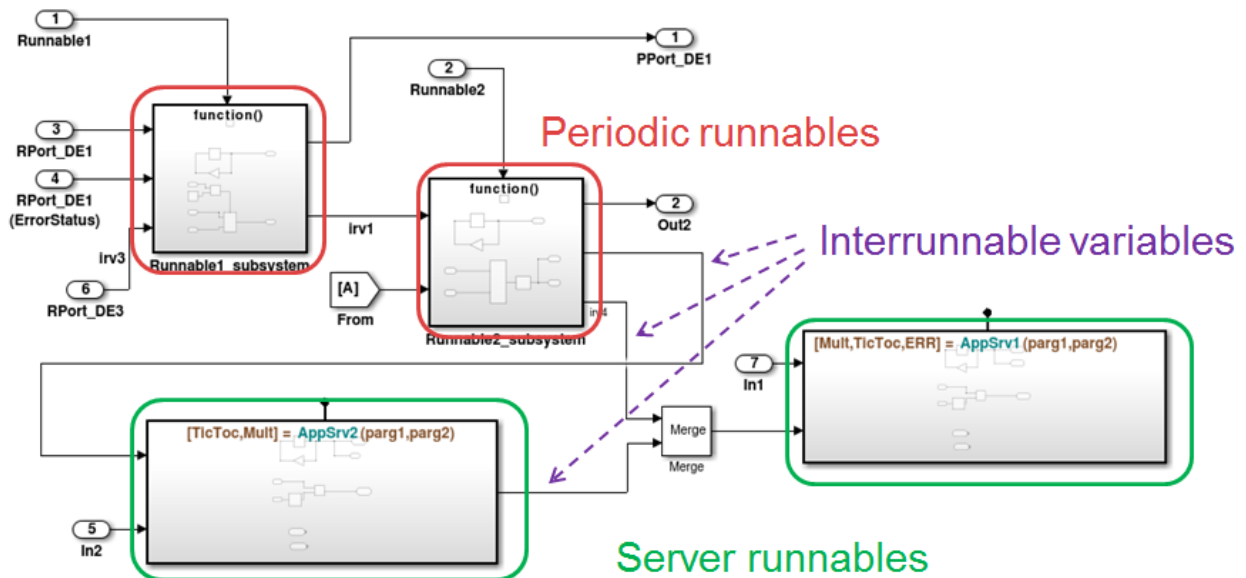 1
Runnable1
1
PPort_DE1
2
Runnable2
function()
Periodic runnables
3
RPort_DE1
4
RPort_DE1
(ErrorStatus)
function()
2
Out2
irv1
Interrunnable variables
irv3
Runnable1_subsystem
6
RPort_DE3
[A]
From
irv4
Runnable2_subsystem
[Mult,TicToc,ERR] = AppSrv1(parg1,parg2)
7
In1
[TicToc,Mult] = AppSrv2(parg1,parg2)
Merge
Merge
5
In2
Server runnables